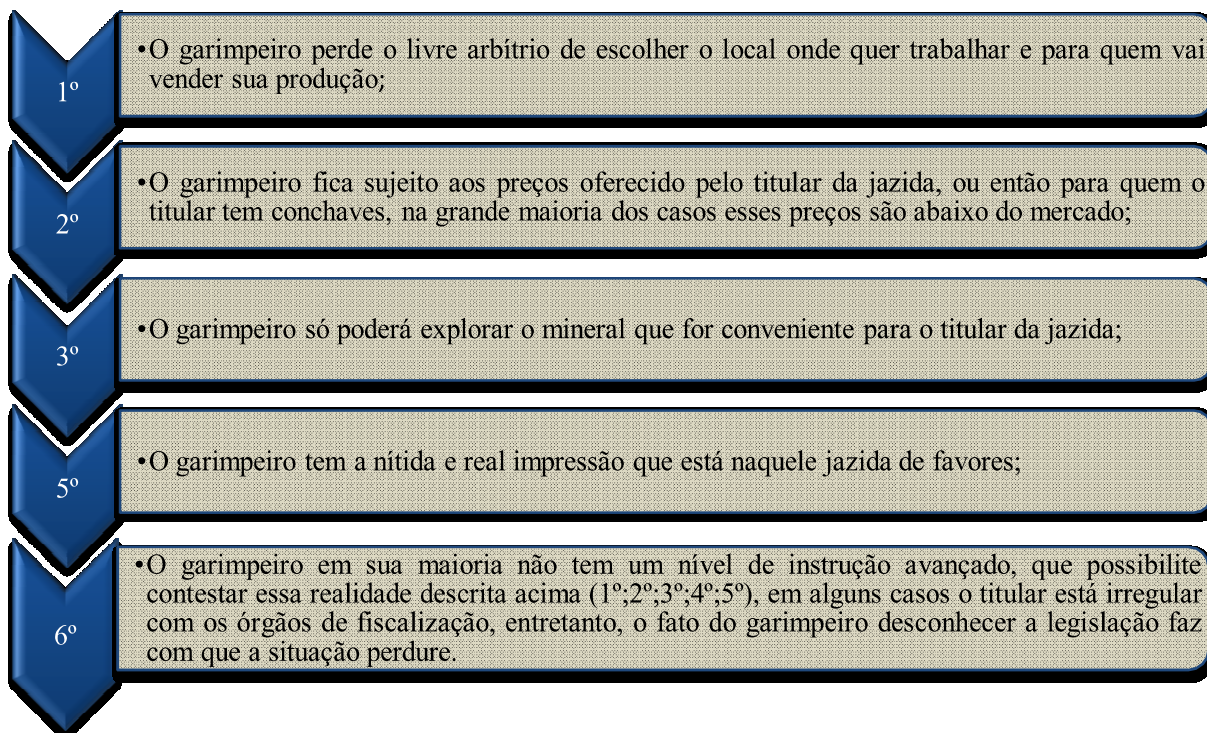 1º
•O garimpeiro perde o livre arbítrio de escolher o local onde quer trabalhar e para quem vai
vender sua produção;
2º
•O garimpeiro fica sujeito aos preços oferecido pelo titular da jazida, ou então para quem o
titular tem conchaves, na grande maioria dos casos esses preços são abaixo do mercado;
3º
•O garimpeiro só poderá explorar o mineral que for conveniente para o titular da jazida;
5º
•O garimpeiro tem a nítida e real impressão que está naquele jazida de favores;
6º
•O garimpeiro em sua maioria não tem um nível de instrução avançado, que possibilite
contestar essa realidade descrita acima (1º;2º;3º;4º;5º), em alguns casos o titular está irregular
com os órgãos de fiscalização, entretanto, o fato do garimpeiro desconhecer a legislação faz
com que a situação perdure.